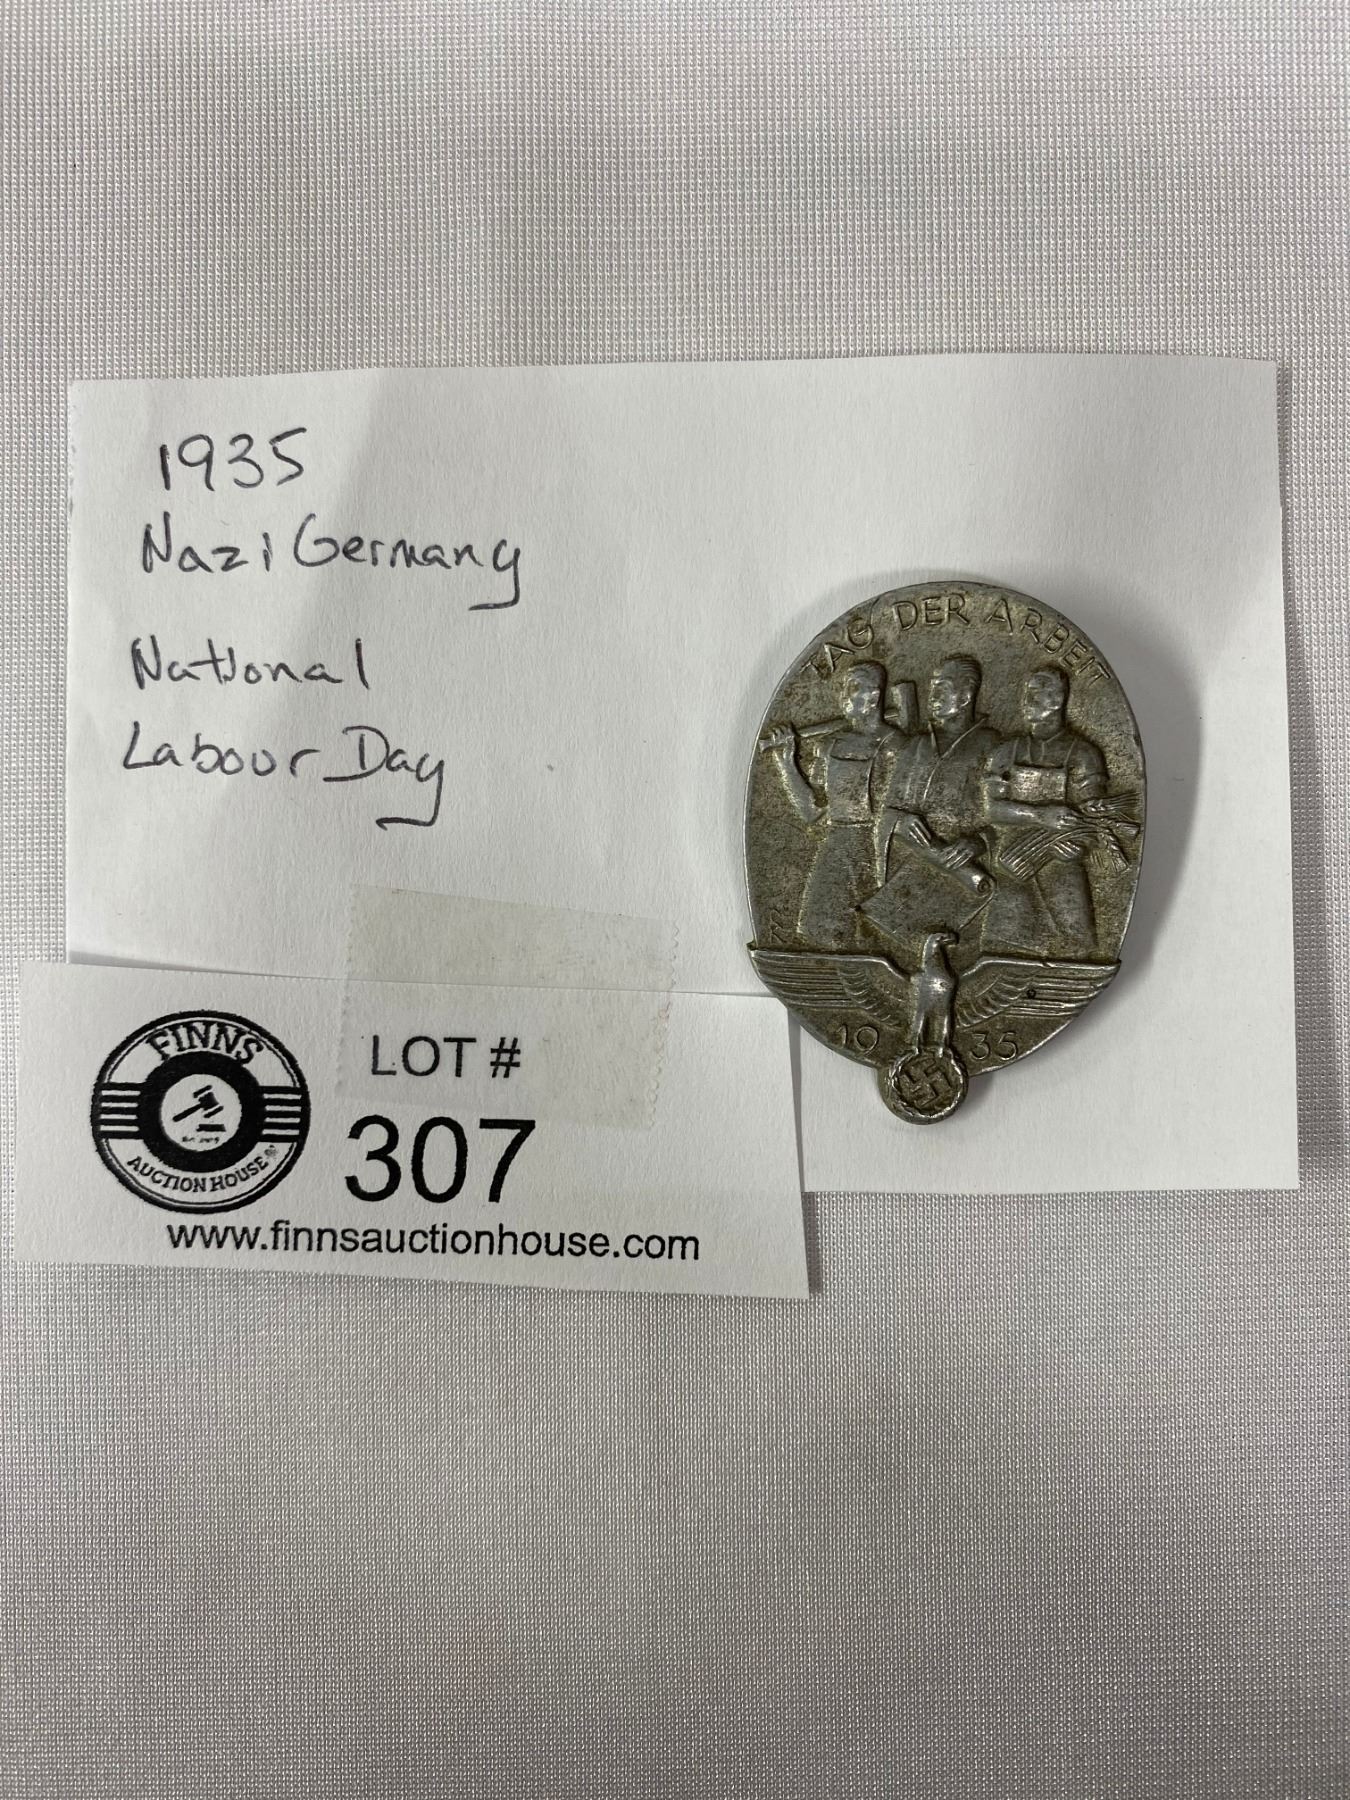 1935
Nazi Germany
National
Labour Day
TAG DER ARBEIT
19 35
FINNS
AUCTION HOUSE
LOT #
307
www.finnsauctionhouse.com